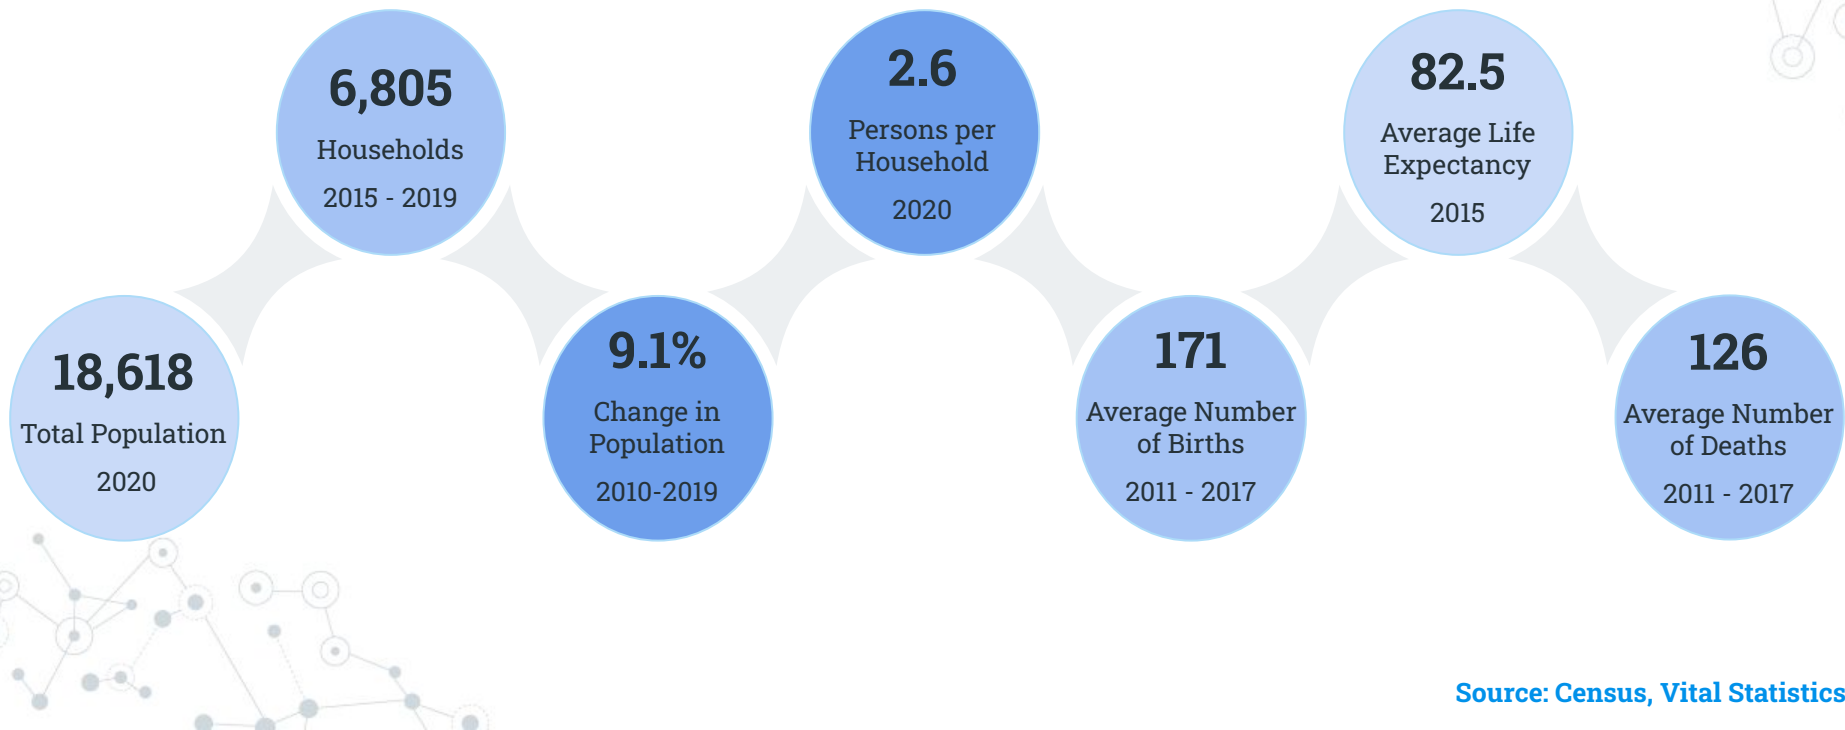 6,805
Households
2015 - 2019
2.6
Persons per
Household
2020
82.5
Average Life
Expectancy
2015
18,618
Total Population
2020
9.1%
Change in
Population
2010-2019
171
Average Number
of Births
2011 - 2017
126
Average Number
of Deaths
2011 - 2017
Source: Census, Vital Statistics